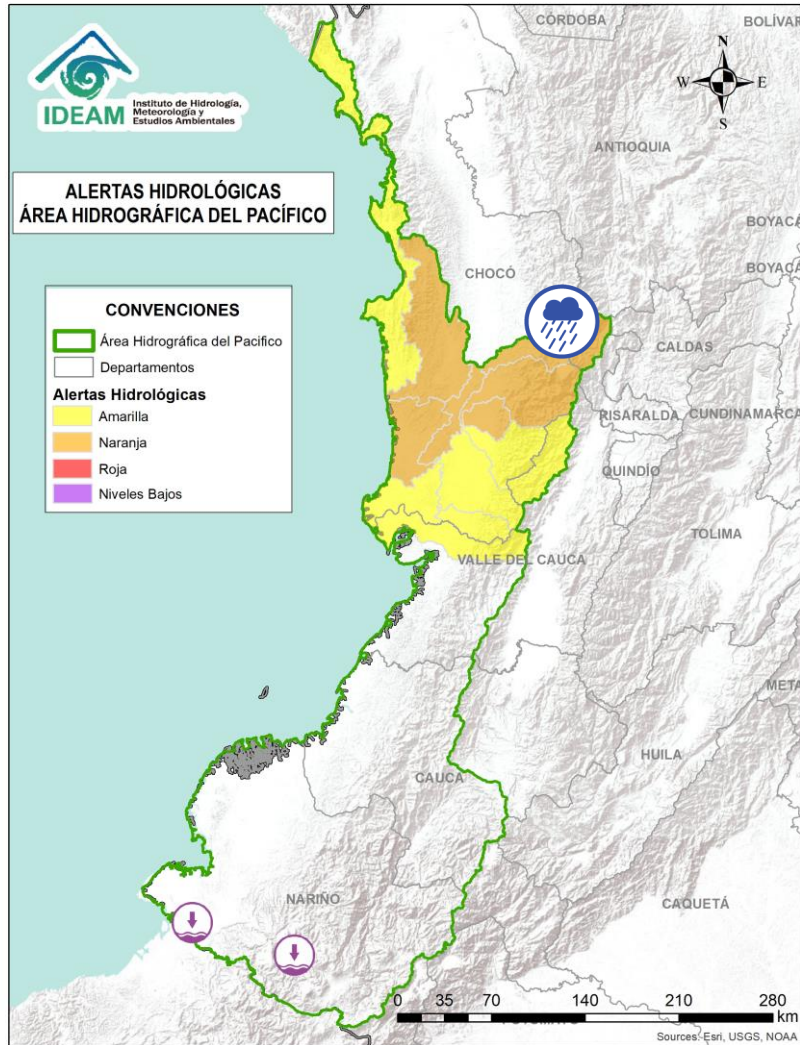 IDEAM
Instituto de Hidrología,
Meteorología y
Estudios Ambientales
ALERTAS HIDROLÓGICAS
ÁREA HIDROGRÁFICA DEL PACÍFICO
CONVENCIONES
Área Hidrográfica del Pacifico
Departamentos
Alertas Hidrológicas
Amarilla
Naranja
Roja
Niveles Bajos
N
W
E
S
CÓRDOBA
BOLÍVAR
ANTIOQUIA
BOYACÁ
BOYACÁ
CHOCÓ
CALDAS
RISARALDA
CUNDINAMARCA
QUINDÍO
TOLIMA
VALLE DEL CAUCA
META
HUILA
CAUCA
NARIÑO
CAQUETÁ
0 35 70 140 210 280
km
Sources: Esri, USGS, NOAA